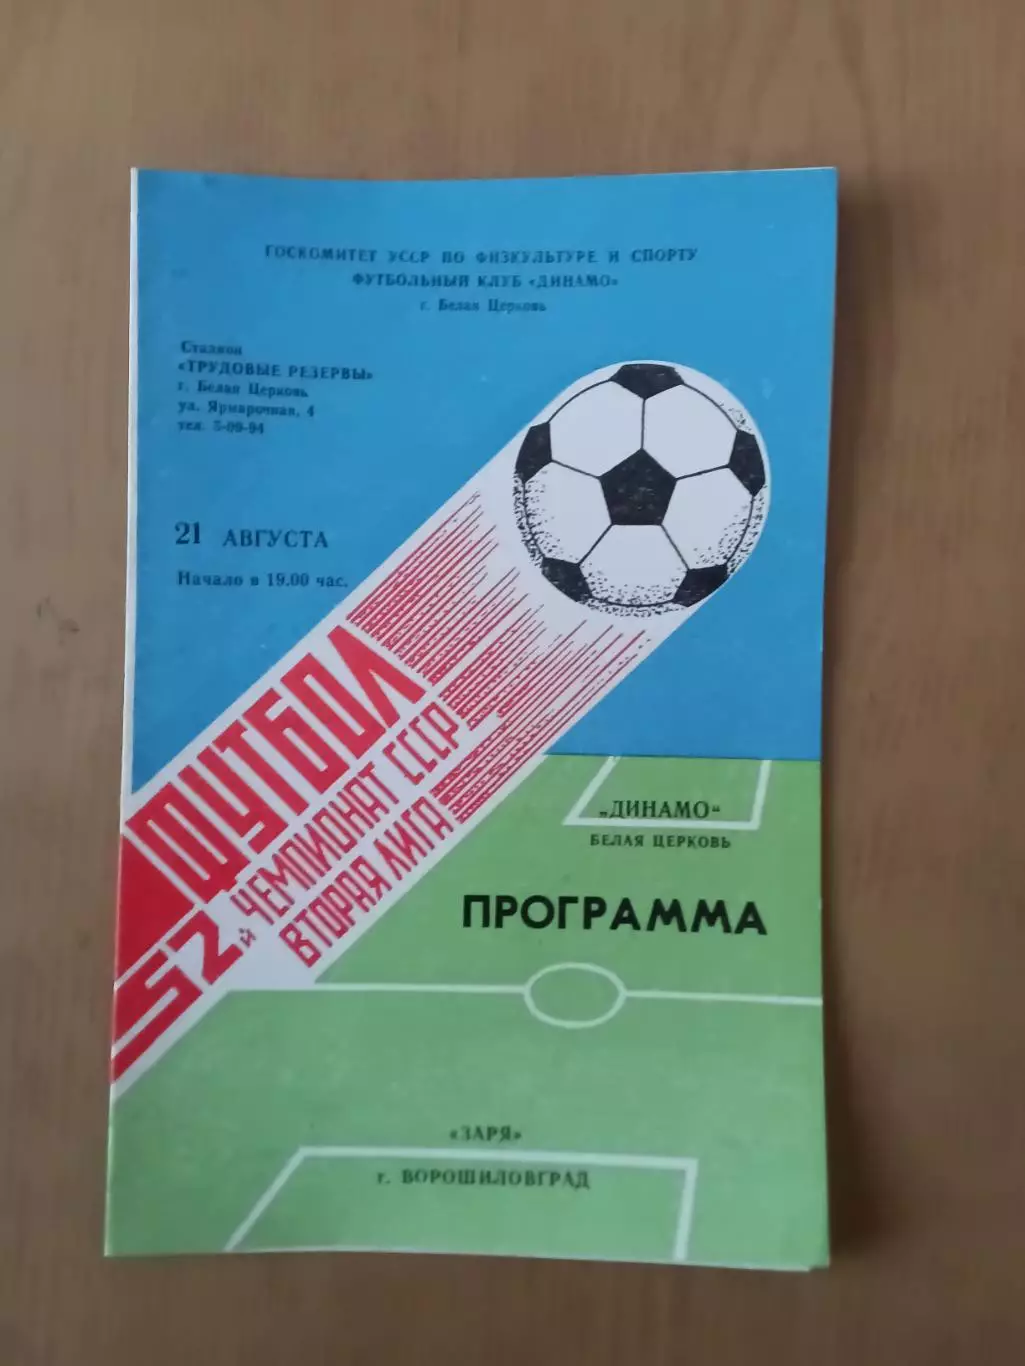 ГОСКОМИТЕТ УССР ПО ФИЗКУЛЬТУРЕ И СПОРТУ
ФУТБОЛЬНЫЙ КЛУБ «ДИНАМО»
г. Белая Церковь
Стадион
«ТРУДОВЫЕ РЕЗЕРВЫ»
г. Белая Церковь
ул. Ярмарочная, 4
тел. 5-09-94
21 АВГУСТА
Начало в 19.00 час.
ФУТБОЛ
52й ЧЕМПИОНАТ СССР
ВТОРАЯ ЛИГА
„ДИНАМО“
БЕЛАЯ ЦЕРКОВЬ
ПРОГРАММА
«ЗАРЯ»
г. ВОРОШИЛОВГРАД